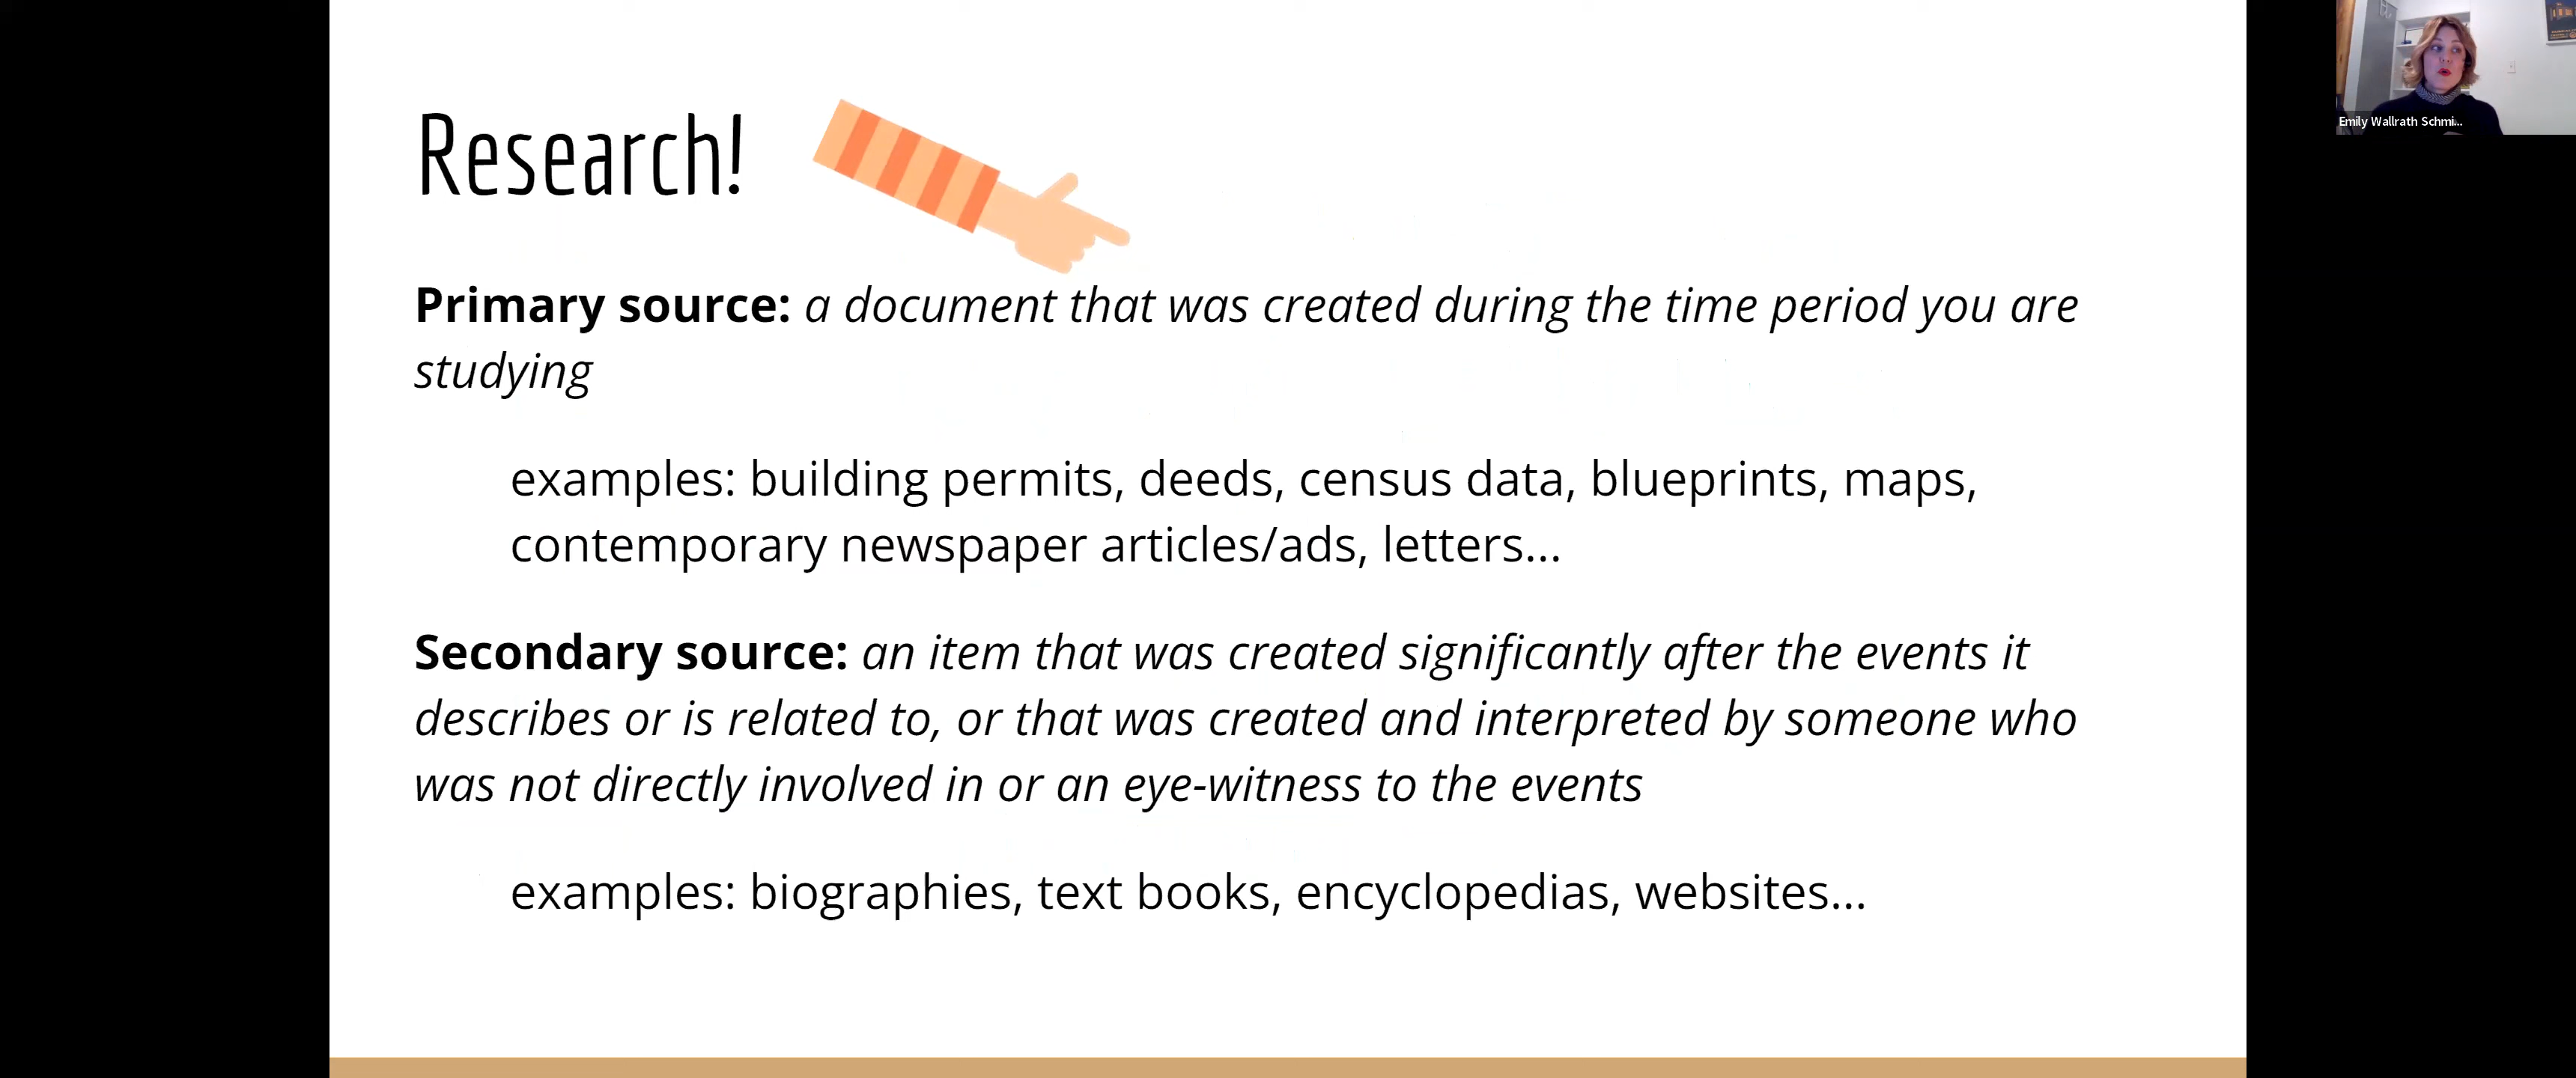 Research!
Primary source: a document that was created during the time period you are
studying
examples: building permits, deeds, census data, blueprints, maps,
contemporary newspaper articles/ads, letters...
Secondary source: an item that was created significantly after the events it
describes or is related to, or that was created and interpreted by someone who
was not directly involved in or an eye-witness to the events
examples: biographies, text books, encyclopedias, websites...
Emily Wallrath Schmi...